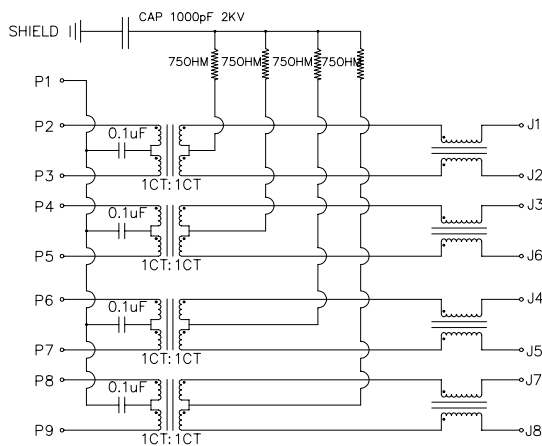 CAP 1000pF 2KV
SHIELD
75OHM 75OHM 75OHM 75OHM
P1
P2
J1
0.1uF
P3
J2
1CT:1CT
P4
J3
0.1uF
P5
J6
1CT:1CT
P6
J4
0.1uF
P7
J5
1CT:1CT
P8
J7
0.1uF
P9
J8
1CT:1CT